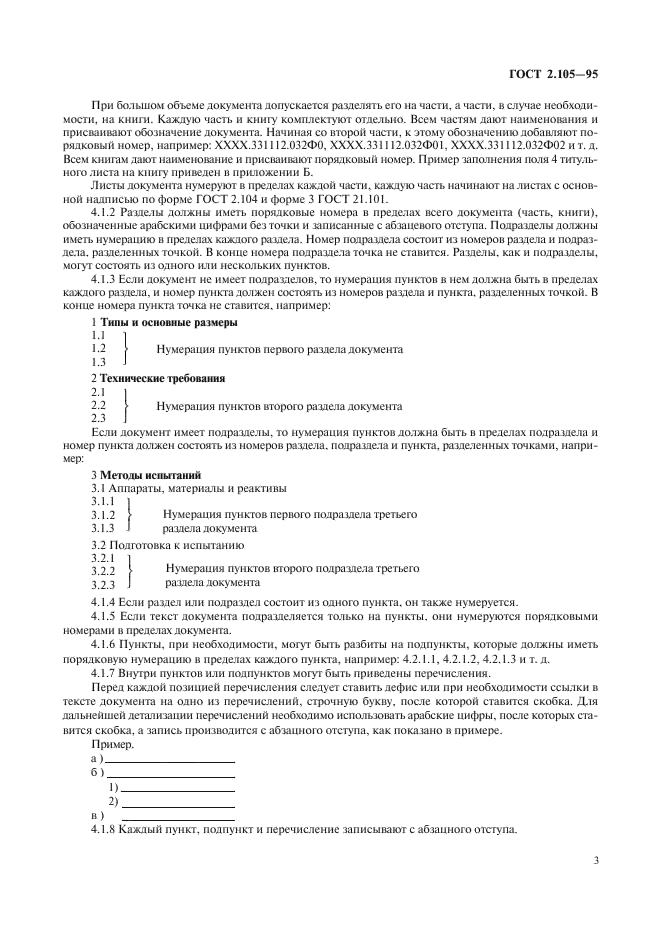 ГОСТ 2.105—95
При большом объеме документа допускается разделять его на части, а части, в случае необходи-
мости, на книги. Каждую часть и книгу комплектуют отдельно. Всем частям дают наименования и
присваивают обозначение документа. Начиная со второй части, к этому обозначению добавляют по-
рядковый номер, например: ХХХХ.331112.032Ф0, ХХХХ.331112.032Ф01, ХХХХ.331112.032Ф02 и т. д.
Всем книгам дают наименование и присваивают порядковый номер. Пример заполнения поля 4 титуль-
ного листа на книгу приведен в приложении Б.
Листы документа нумеруют в пределах каждой части, каждую часть начинают на листах с основ-
ной надписью по форме ГОСТ 2.104 и форме 3 ГОСТ 21.101.
4.1.2 Разделы должны иметь порядковые номера в пределах всего документа (часть, книги),
обозначенные арабскими цифрами без точки и записанные с абзацевого отступа. Подразделы должны
иметь нумерацию в пределах каждого раздела. Номер подраздела состоит из номеров раздела и подраз-
дела, разделенных точкой. В конце номера подраздела точка не ставится. Разделы, как и подразделы,
могут состоять из одного или нескольких пунктов.
4.1.3 Если документ не имеет подразделов, то нумерация пунктов в нем должна быть в пределах
каждого раздела, и номер пункта должен состоять из номеров раздела и пункта, разделенных точкой. В
конце номера пункта точка не ставится, например:
1 Типы и основные размеры
1.1
1.2 Нумерация пунктов первого раздела документа
1.3
2 Технические требования
2.1
2.2 Нумерация пунктов второго раздела документа
2.3
Если документ имеет подразделы, то нумерация пунктов должна быть в пределах подраздела и
номер пункта должен состоять из номеров раздела, подраздела и пункта, разделенных точками, напри-
мер:
3 Методы испытаний
3.1 Аппараты, материалы и реактивы
3.1.1
3.1.2 Нумерация пунктов первого подраздела третьего
3.1.3 раздела документа
3.2 Подготовка к испытанию
3.2.1
3.2.2 Нумерация пунктов второго подраздела третьего
3.2.3 раздела документа
4.1.4 Если раздел или подраздел состоит из одного пункта, он также нумеруется.
4.1.5 Если текст документа подразделяется только на пункты, они нумеруются порядковыми
номерами в пределах документа.
4.1.6 Пункты, при необходимости, могут быть разбиты на подпункты, которые должны иметь
порядковую нумерацию в пределах каждого пункта, например: 4.2.1.1, 4.2.1.2, 4.2.1.3 и т. д.
4.1.7 Внутри пунктов или подпунктов могут быть приведены перечисления.
Перед каждой позицией перечисления следует ставить дефис или при необходимости ссылки в
тексте документа на одно из перечислений, строчную букву, после которой ставится скобка. Для
дальнейшей детализации перечислений необходимо использовать арабские цифры, после которых ста-
вится скобка, а запись производится с абзацного отступа, как показано в примере.
Пример.
а )
б )
1)
2)
в )
4.1.8 Каждый пункт, подпункт и перечисление записывают с абзацного отступа.
3